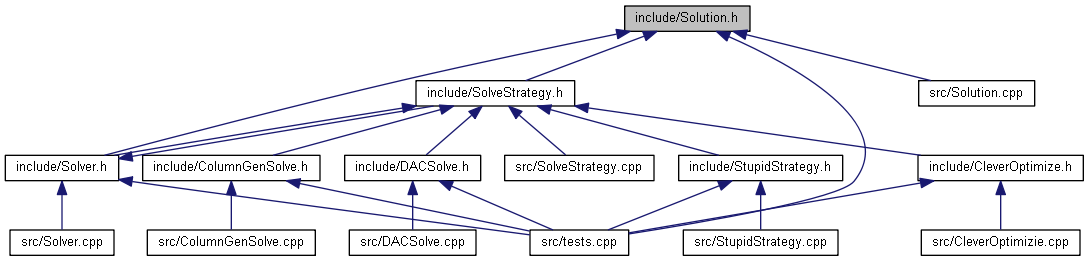 include/Solution.h
include/SolveStrategy.h
src/Solution.cpp
include/Solver.h
include/ColumnGenSolve.h
include/DACSolve.h
src/SolveStrategy.cpp
include/StupidStrategy.h
include/CleverOptimize.h
src/Solver.cpp
src/ColumnGenSolve.cpp
src/DACSolve.cpp
src/tests.cpp
src/StupidStrategy.cpp
src/CleverOptimizie.cpp